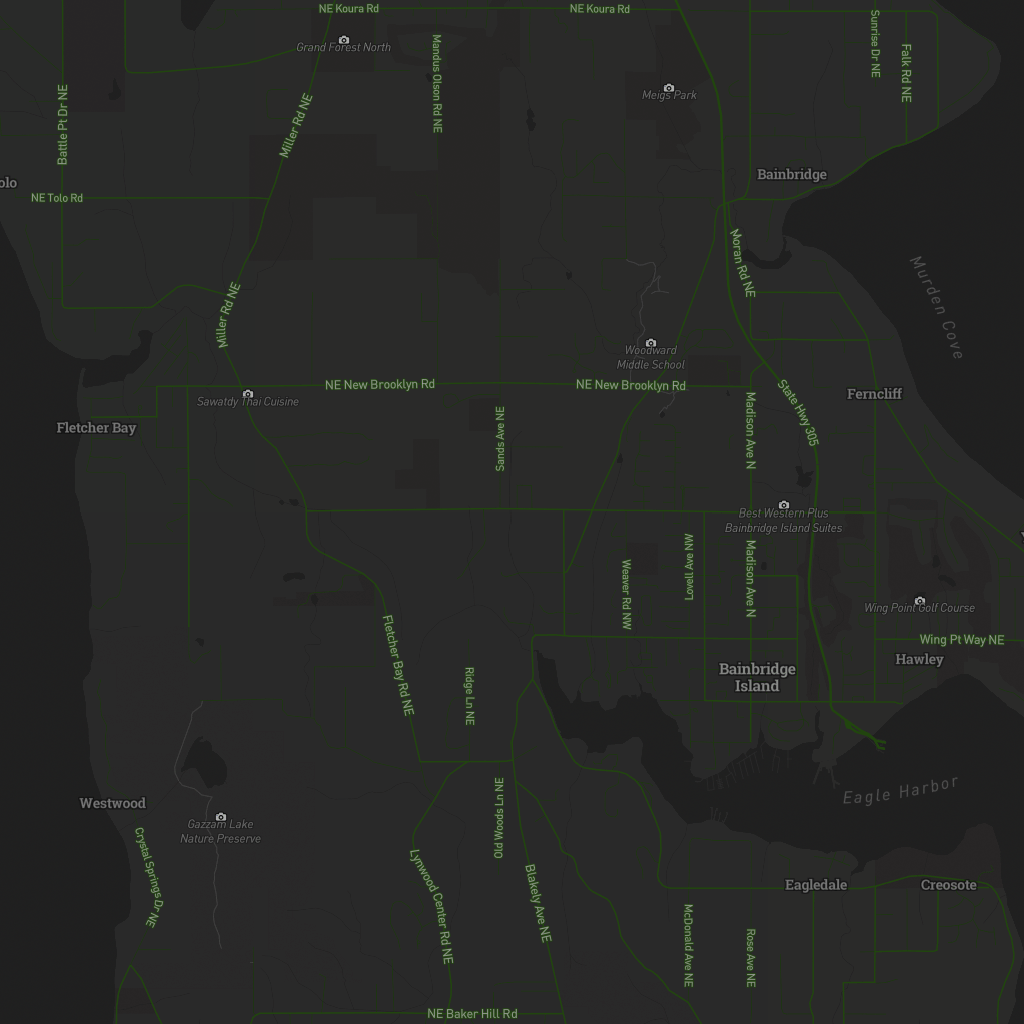 NE Koura Rd
NE Koura Rd
Sunrise Dr NE
Falk Rd NE
Grand Forest North
Mandus Olson Rd NE
Meigs Park
Battle Pt Dr NE
Miller Rd NE
Bainbridge
olo
NE Tolo Rd
Moran Rd NE
Murden Cove
Miller Rd NE
Woodward
Middle School
NE New Brooklyn Rd
NE New Brooklyn Rd
Sawatdy Thai Cuisine
State Hwy 305
Ferncliff
Madison Ave N
Fletcher Bay
Sands Ave NE
Best Western Plus
Bainbridge Island Suites
Lovell Ave NW
Weaver Rd NW
Madison Ave N
Wing Point Golf Course
Wing Pt Way NE
Hawley
Fletcher Bay Rd NE
Ridge Ln NE
Bainbridge
Island
Eagle Harbor
Westwood
Old Woods Ln NE
Gazzam Lake
Nature Preserve
Crystal Springs Dr NE
Lynwood Center Rd NE
Blakely Ave NE
Eagledale
Creosote
McDonald Ave NE
Rose Ave NE
NE Baker Hill Rd